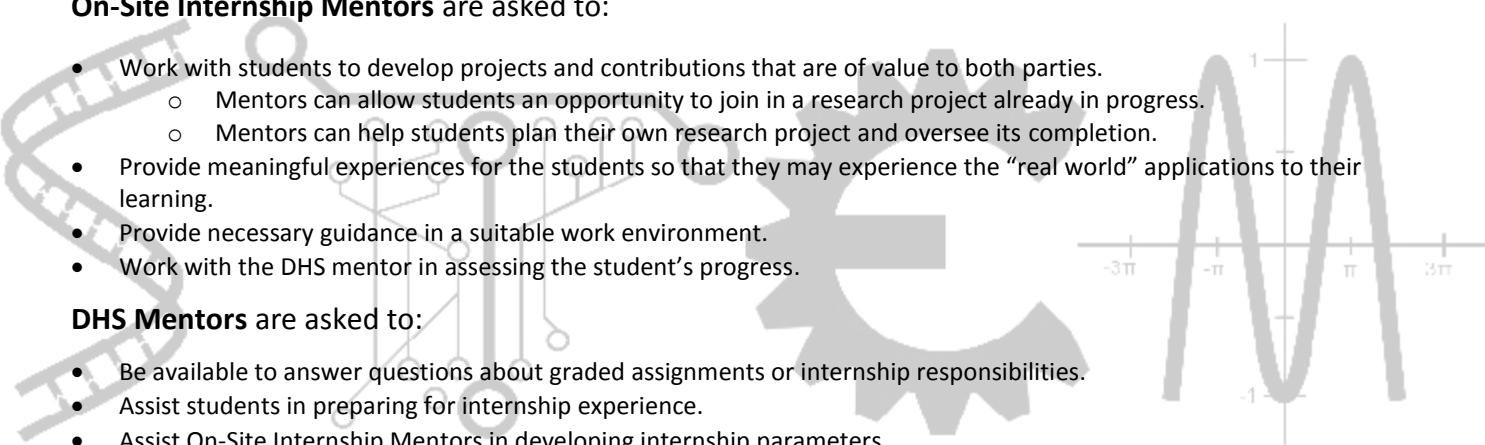 On-Site Internship Mentors are asked to:
• Work with students to develop projects and contributions that are of value to both parties.
o Mentors can allow students an opportunity to join in a research project already in progress.
o Mentors can help students plan their own research project and oversee its completion.
• Provide meaningful experiences for the students so that they may experience the “real world” applications to their
learning.
• Provide necessary guidance in a suitable work environment.
• Work with the DHS mentor in assessing the student’s progress.
DHS Mentors are asked to:
• Be available to answer questions about graded assignments or internship responsibilities.
• Assist students in preparing for internship experience.
• Assist On-Site Internship Mentors in developing internship parameters
1
-3π -π π 3π
-1